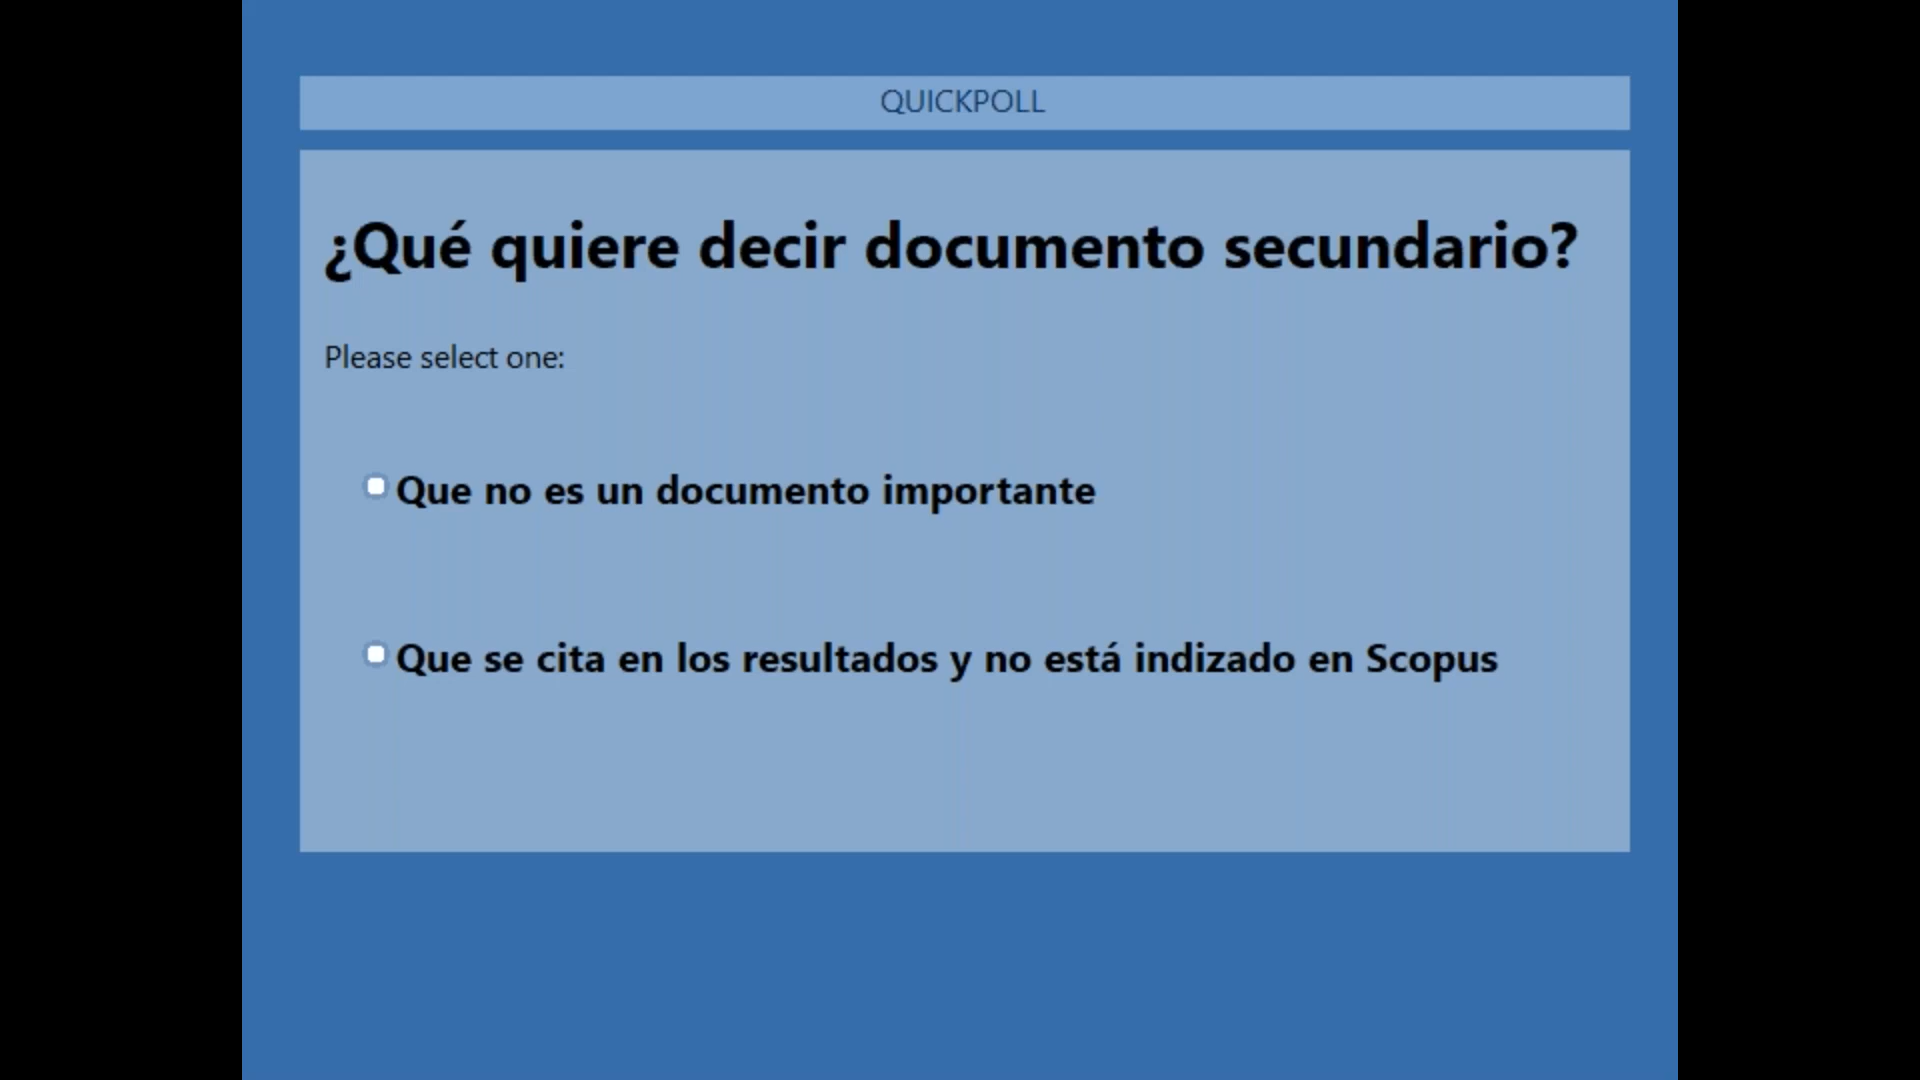 QUICKPOLL
¿Qué quiere decir documento secundario?
Please select one:
Que no es un documento importante
Que se cita en los resultados y no está indizado en Scopus